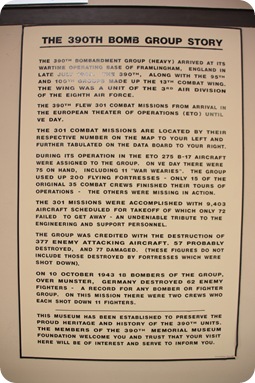 THE 390TH BOMB GROUP STORY
THE 390TH BOMBARDMENT GROUP (HEAVY) ARRIVED AT ITS
WARTIME OPERATING BASE OF FRAMLINGHAM, ENGLAND IN
LATE THE 390TH, ALONG WITH THE 95TH
AND 100TH GROUPS MADE UP THE 13TH COMBAT WING.
THE WING WAS A UNIT OF THE 3RD AIR DIVISION
OF THE EIGHTH AIR FORCE.
THE 390TH FLEW 301 COMBAT MISSIONS FROM ARRIVAL IN
THE EUROPEAN THEATER OF OPERATIONS (ETO) UNTIL
VE DAY.
THE 301 COMBAT MISSIONS ARE LOCATED BY THEIR
RESPECTIVE NUMBER ON THE MAP TO YOUR LEFT AND
FURTHER TABULATED ON THE DATA BOARD TO YOUR RIGHT.
DURING ITS OPERATION IN THE ETO 275 B-17 AIRCRAFT
WERE ASSIGNED TO THE GROUP. ON VE DAY THERE WERE
75 ON HAND, INCLUDING 11 "WAR WEARIES". THE GROUP
USED UP 200 FLYING FORTRESSES - ONLY 15 OF THE
ORIGINAL 35 COMBAT CREWS FINISHED THEIR TOURS OF
OPERATIONS - THE OTHERS WERE MISSING IN ACTION.
THE 301 MISSIONS WERE ACCOMPLISHED WITH 9,403
AIRCRAFT SCHEDULED FOR TAKEOFF OF WHICH ONLY 72
FAILED TO GET AWAY - AN UNDENIABLE TRIBUTE TO THE
ENGINEERING AND SUPPORT PERSONNEL.
THE GROUP WAS CREDITED WITH THE DESTRUCTION OF
377 ENEMY ATTACKING AIRCRAFT, 57 PROBABLY
DESTROYED, AND 77 DAMAGED. (THESE FIGURES DO NOT
INCLUDE THOSE DESTROYED BY FORTRESSES WHICH WERE
SHOT DOWN).
ON 10 OCTOBER 1943 18 BOMBERS OF THE GROUP,
OVER MUNSTER, GERMANY DESTROYED 62 ENEMY
FIGHTERS - A RECORD FOR ANY BOMBER OR FIGHTER
GROUP. ON THIS MISSION THERE WERE TWO CREWS WHO
EACH SHOT DOWN 11 FIGHTERS.
THIS MUSEUM HAS BEEN ESTABLISHED TO PRESERVE THE
PROUD HERITAGE AND HISTORY OF THE 390TH UNITS.
THE MEMBERS OF THE 390TH MEMORIAL MUSEUM
FOUNDATION WELCOME YOU AND TRUST THAT YOUR VISIT
HERE WILL BE OF INTEREST AND SERVE TO INFORM YOU.